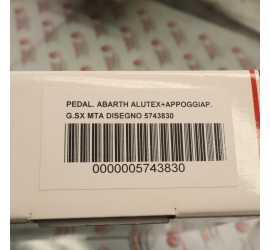 PEDAL. ABARTH ALUTEX+APPOGGIAP.
G.SX MTA DISEGNO 5743830
0000005743830